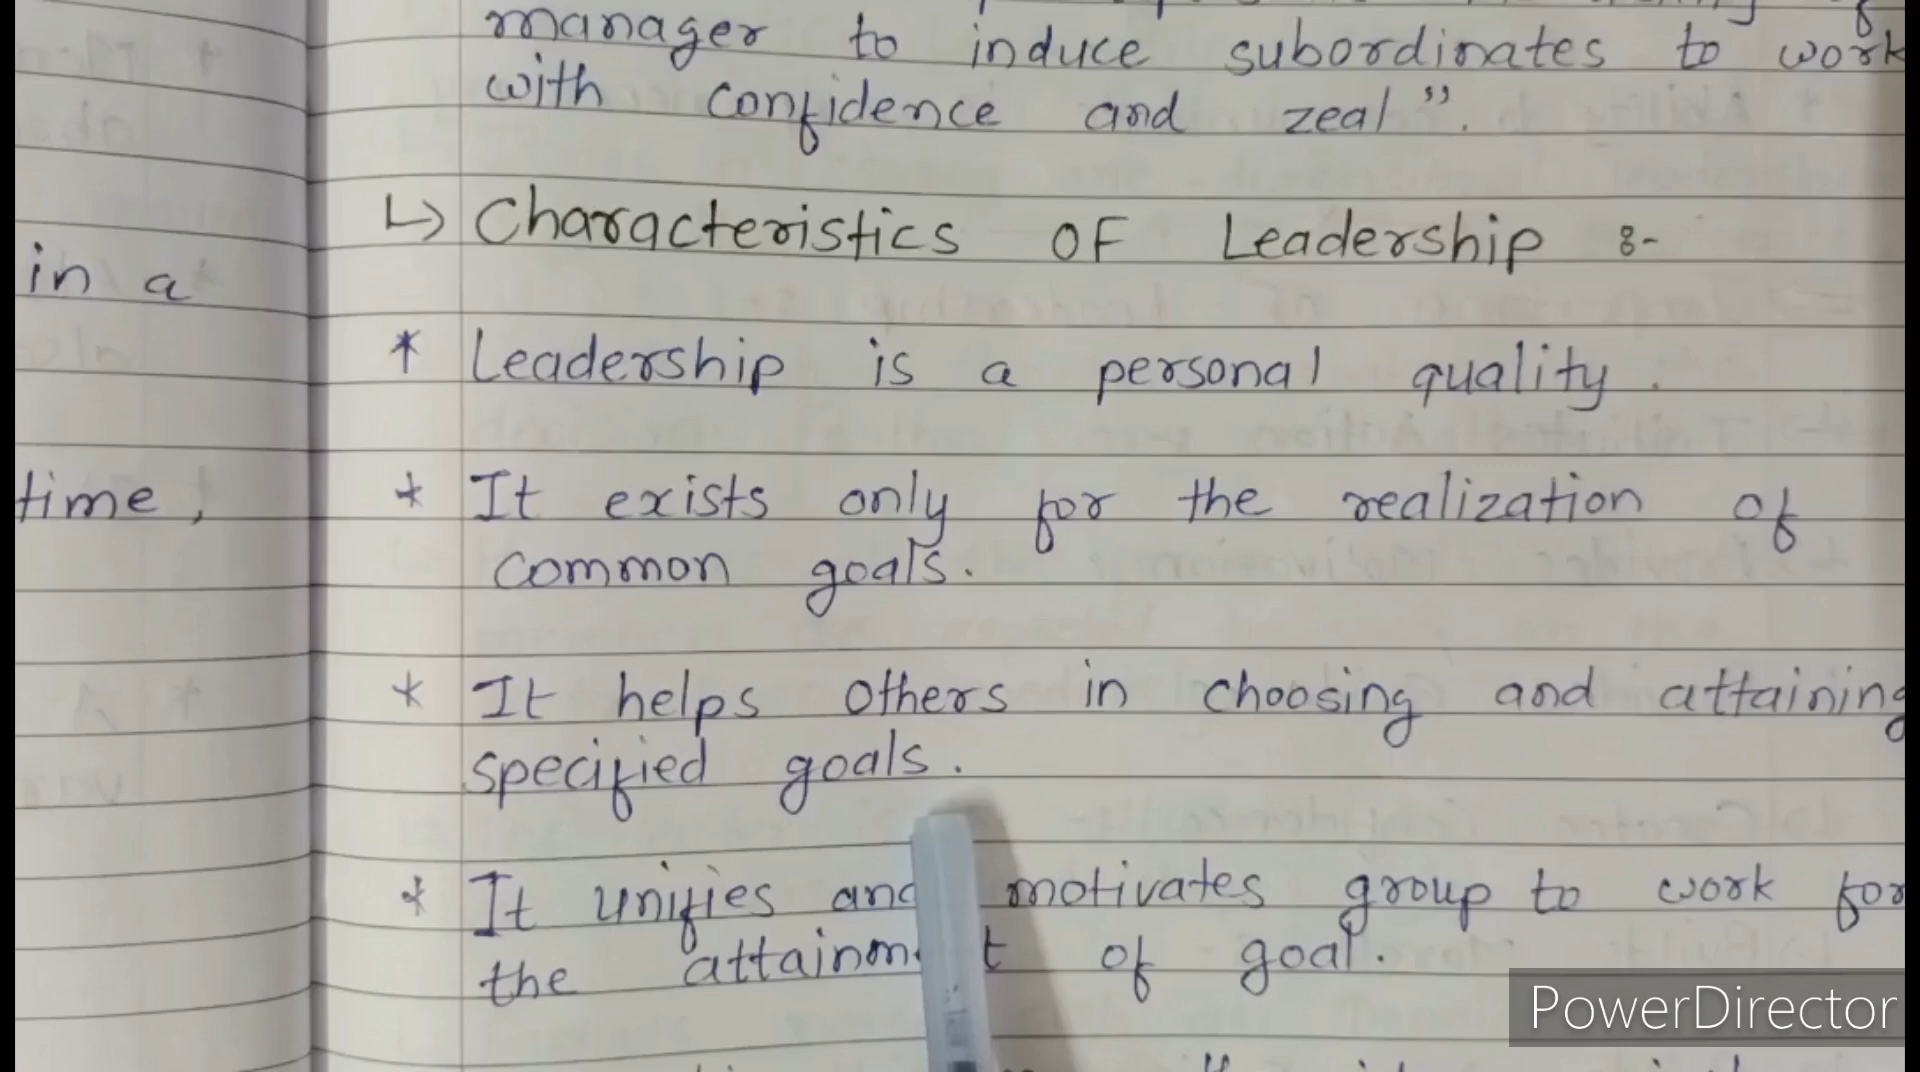 manager to induce subordinates to work
with confidence and zeal".
↳ Characteristics OF Leadership :-
in a
* Leadership is a personal quality.
time,
* It exists only for the realization of
common goals.
* It helps others in choosing and attaining
specified goals.
* It unifies and motivates group to work for
the of goal.
PowerDirector